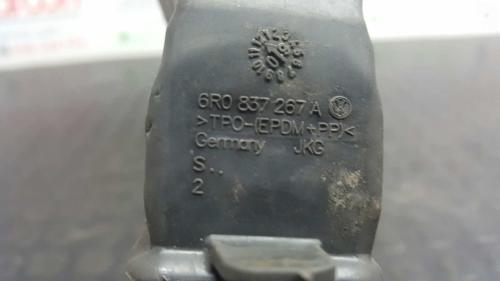 6R0 837 267 A
>TPO-(EPDM+PP)<
Germany JKG
S..
2